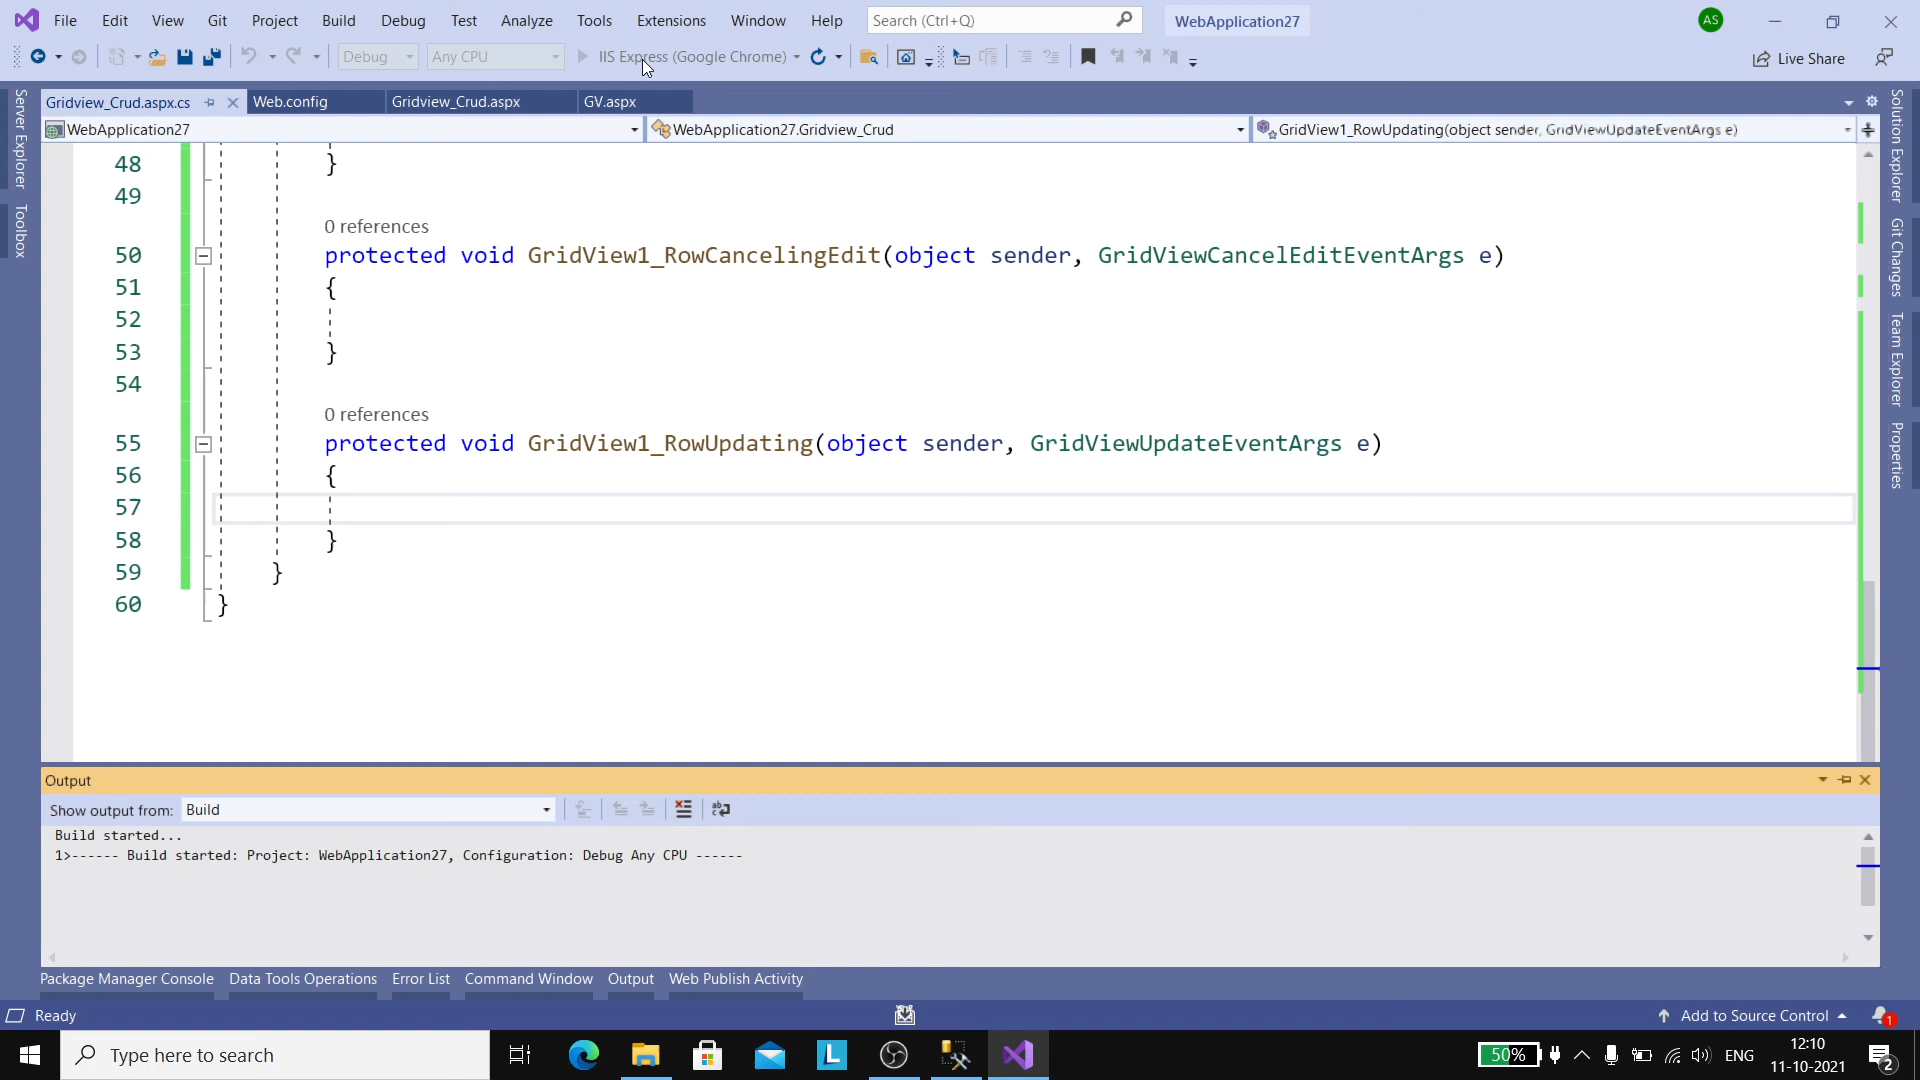 File Edit View Git Project Build Debug Test Analyze Tools Extensions Window Help Search (Ctrl+Q) WebApplication27 AS
Debug Any CPU IIS Express (Google Chrome) Live Share
Gridview_Crud.aspx.cs Web.config Gridview_Crud.aspx GV.aspx
WebApplication27 WebApplication27.Gridview_Crud GridView1_RowUpdating(object sender, GridViewUpdateEventArgs e)
Server Explorer
Toolbox
Solution Explorer
Git Changes
Team Explorer
Properties
48 }
49
0 references
50 protected void GridView1_RowCancelingEdit(object sender, GridViewCancelEditEventArgs e)
51 {
52
53 }
54
0 references
55 protected void GridView1_RowUpdating(object sender, GridViewUpdateEventArgs e)
56 {
57
58 }
59 }
60 }
Output
Show output from: Build
Build started...
1>------ Build started: Project: WebApplication27, Configuration: Debug Any CPU ------
Package Manager Console Data Tools Operations Error List Command Window Output Web Publish Activity
Ready Add to Source Control 1
Type here to search L 50% ENG 12:10
11-10-2021 2